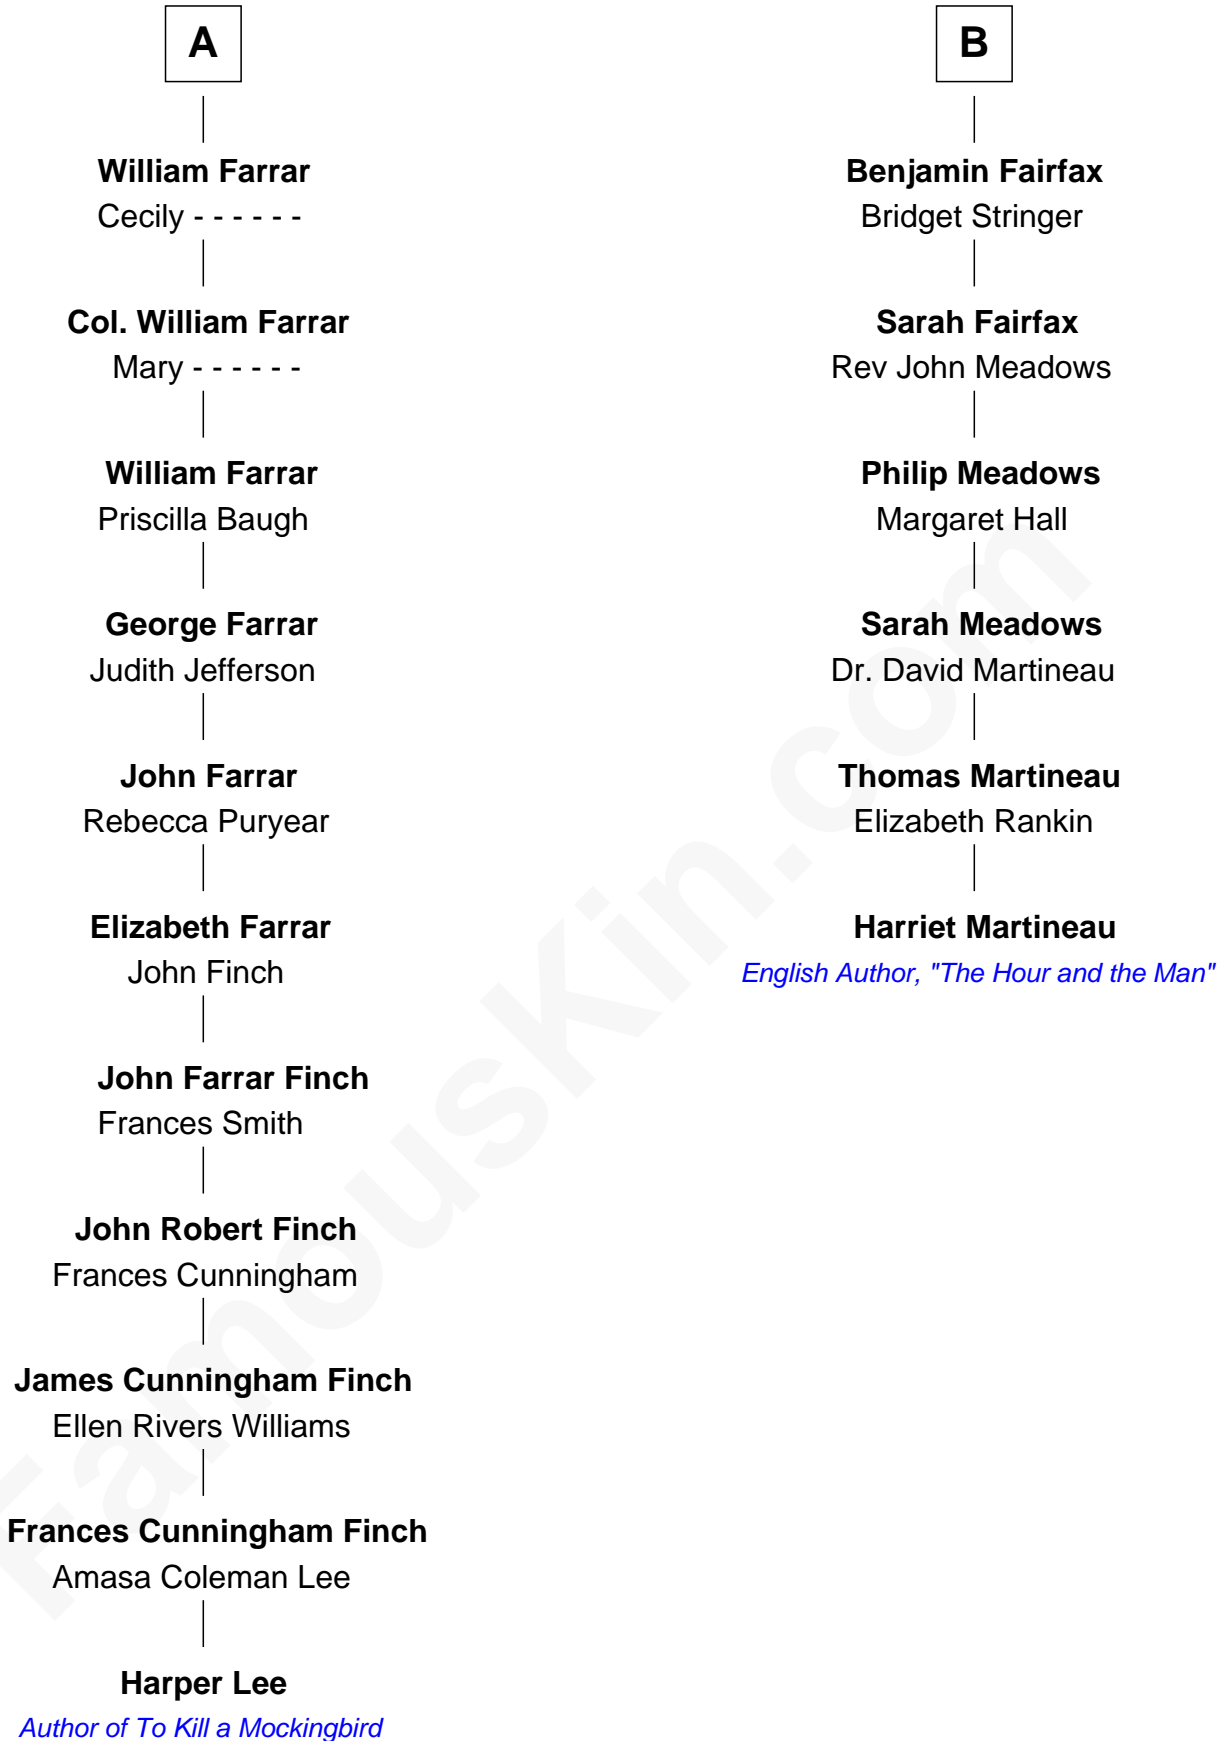 A
William Farrar
Cecily - - - - - -
Col. William Farrar
Mary - - - - - -
William Farrar
Priscilla Baugh
George Farrar
Judith Jefferson
John Farrar
Rebecca Puryear
Elizabeth Farrar
John Finch
John Farrar Finch
Frances Smith
John Robert Finch
Frances Cunningham
James Cunningham Finch
Ellen Rivers Williams
Frances Cunningham Finch
Amasa Coleman Lee
Harper Lee
Author of To Kill a Mockingbird
B
Benjamin Fairfax
Bridget Stringer
Sarah Fairfax
Rev John Meadows
Philip Meadows
Margaret Hall
Sarah Meadows
Dr. David Martineau
Thomas Martineau
Elizabeth Rankin
Harriet Martineau
English Author, "The Hour and the Man"
FamousKin.com